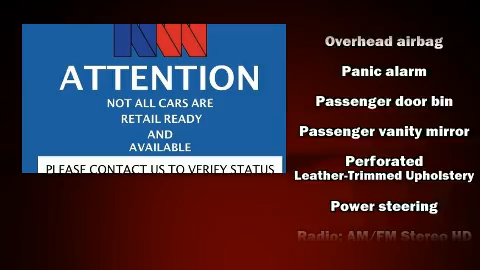 ATTENTION
NOT ALL CARS ARE
RETAIL READY
AND
AVAILABLE
PLEASE CONTACT US TO VERIFY STATUS
Overhead airbag
Panic alarm
Passenger door bin
Passenger vanity mirror
Perforated
Leather-Trimmed Upholstery
Power steering
Radio: AM/FM Stereo HD